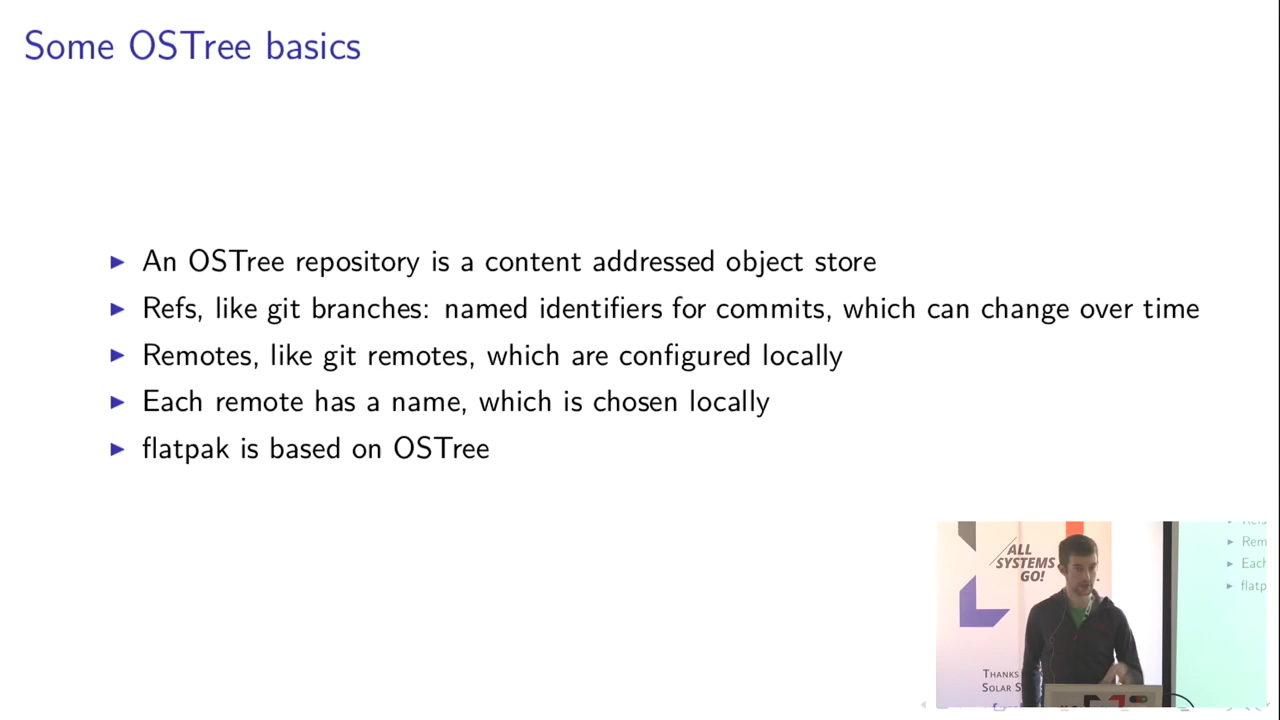 Some OSTree basics
▶ An OSTree repository is a content addressed object store
▶ Refs, like git branches: named identifiers for commits, which can change over time
▶ Remotes, like git remotes, which are configured locally
▶ Each remote has a name, which is chosen locally
▶ flatpak is based on OSTree
ALL
SYSTEMS
GO!
THANKS
SOLAR S
▶ Rem
▶ Each
▶ flatp